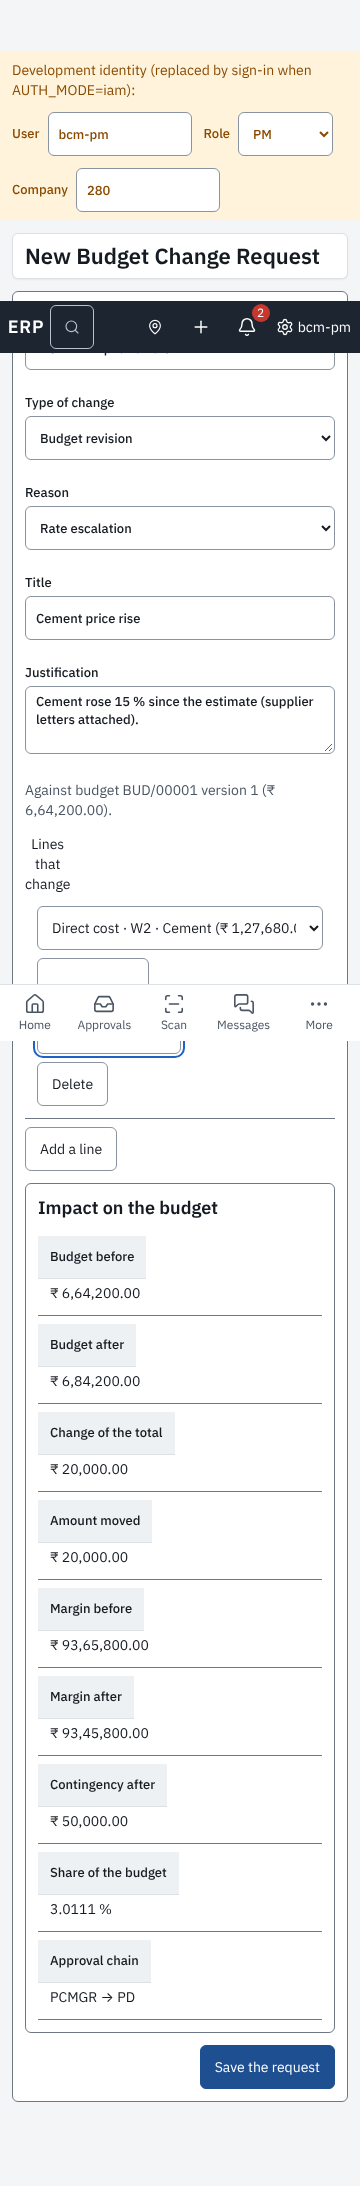 Development identity (replaced by sign-in when
AUTH_MODE=iam):
User bcm-pm Role PM
Company 280
New Budget Change Request
ERP 2 bcm-pm
Type of change
Budget revision
Reason
Rate escalation
Title
Cement price rise
Justification
Cement rose 15 % since the estimate (supplier
letters attached).
Against budget BUD/00001 version 1 (₹
6,64,200.00).
Lines
that
change
Direct cost · W2 · Cement (₹ 1,27,680.(
Home Approvals Scan Messages More
Delete
Add a line
Impact on the budget
Budget before
₹ 6,64,200.00
Budget after
₹ 6,84,200.00
Change of the total
₹ 20,000.00
Amount moved
₹ 20,000.00
Margin before
₹ 93,65,800.00
Margin after
₹ 93,45,800.00
Contingency after
₹ 50,000.00
Share of the budget
3.0111 %
Approval chain
PCMGR → PD
Save the request